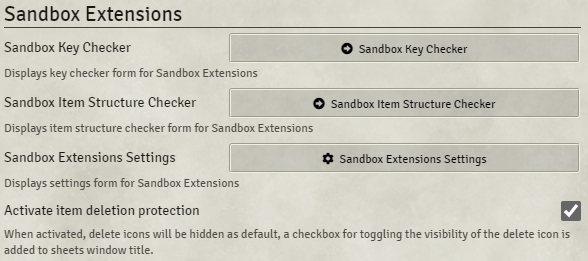 Sandbox Extensions
Sandbox Key Checker
Sandbox Key Checker
Displays key checker form for Sandbox Extensions
Sandbox Item Structure Checker
Sandbox Item Structure Checker
Displays item structure checker form for Sandbox Extensions
Sandbox Extensions Settings
Sandbox Extensions Settings
Displays settings form for Sandbox Extensions
Activate item deletion protection
When activated, delete icons will be hidden as default, a checkbox for toggling the visibility of the delete icon is
added to sheets window title.